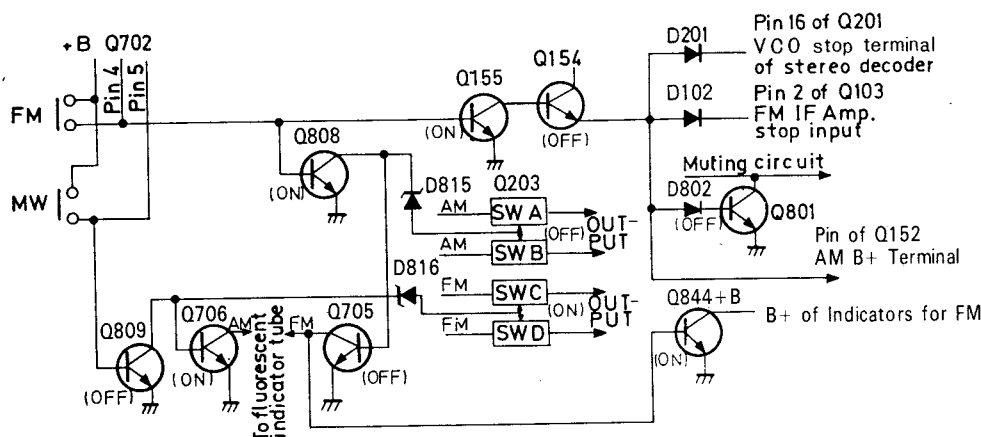 +B Q702
Pin 4
Pin 5
FM
MW
Q808
(ON)
Q155
(ON)
Q154
(OFF)
D201
Pin 16 of Q201
VCO stop terminal
of stereo decoder
D102
Pin 2 of Q103
FM IF Amp.
stop input
Muting circuit
D802
(OFF)
Q801
Pin of Q152
AM B+ Terminal
D815
Q203
AM
SW A
(OFF)
OUT-
PUT
AM
SW B
D816
FM
SW C
(ON)
OUT-
PUT
FM
SW D
Q844+B
(ON)
B+ of Indicators for FM
Q809
(OFF)
Q706
(ON)
AM
To fluorescent
indicator tube
FM
Q705
(OFF)